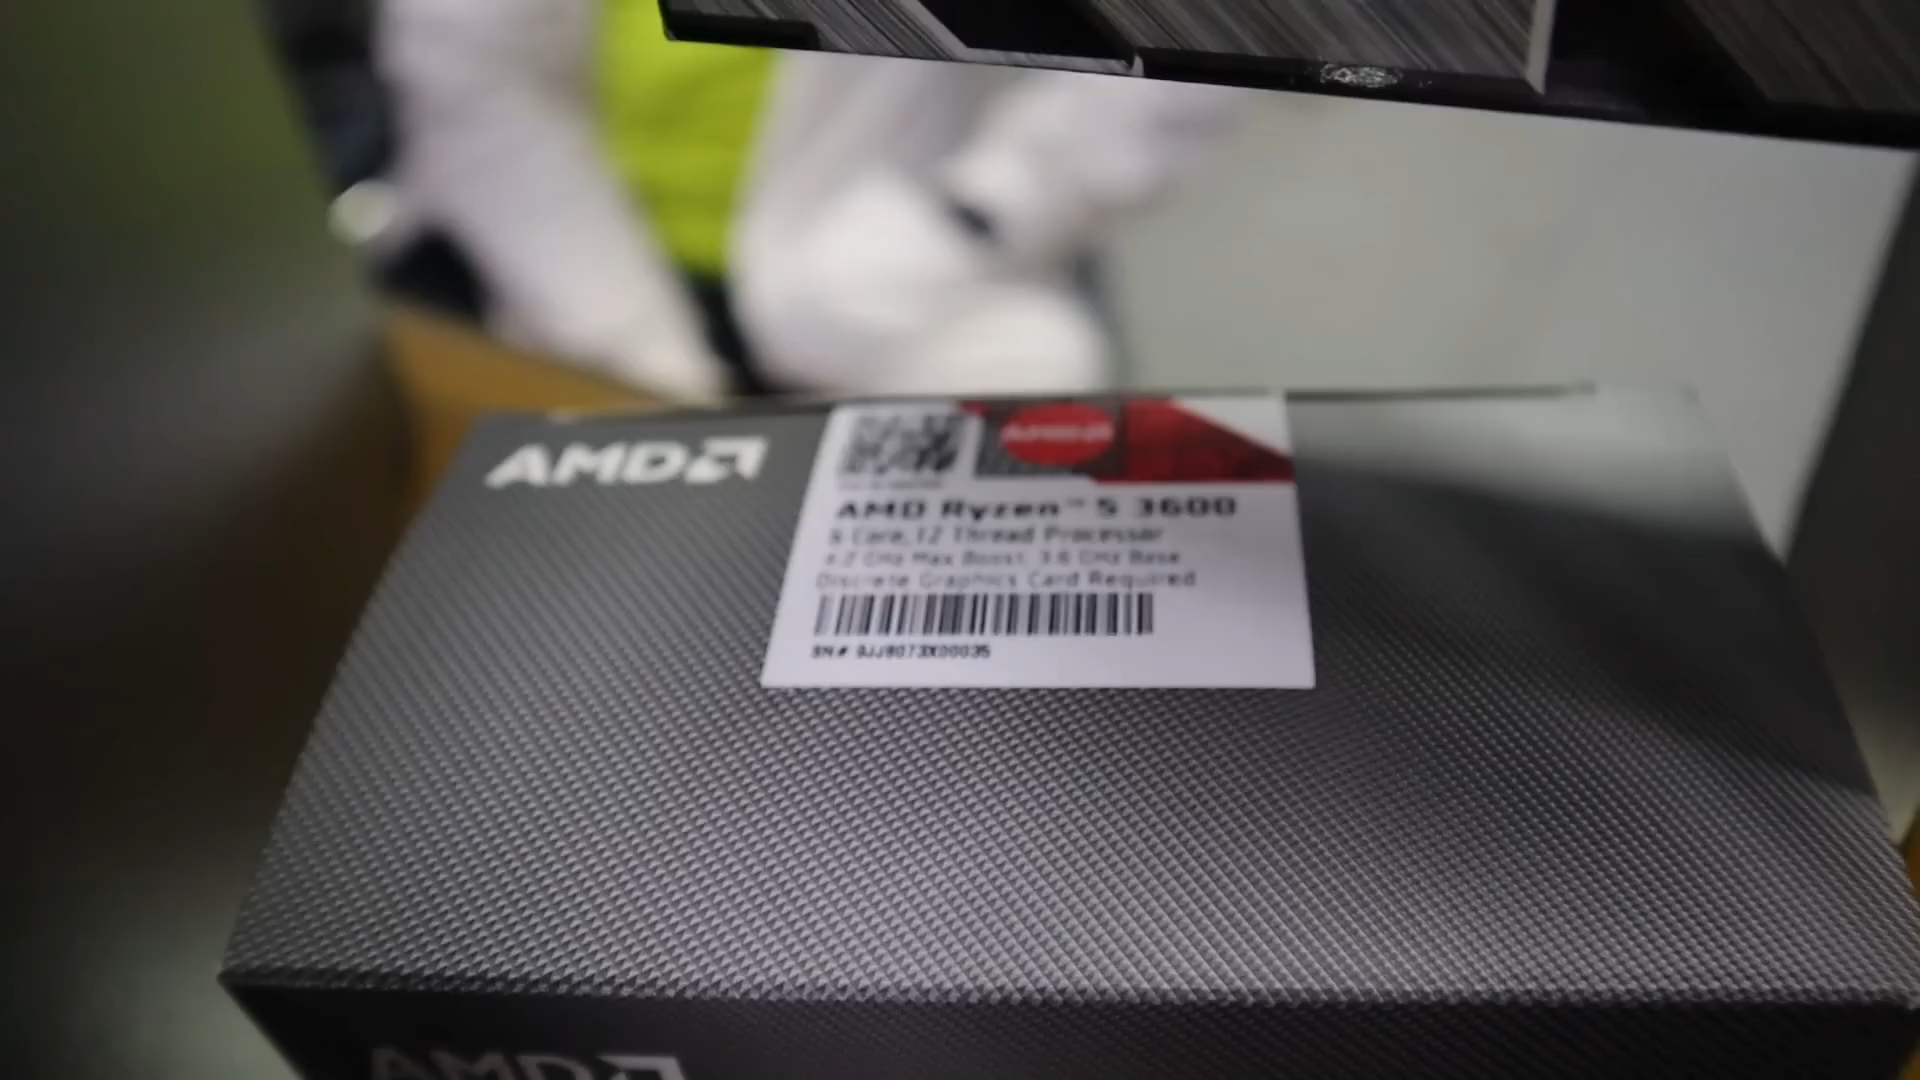 AMD
AMD
AMD Ryzen™ 5 3600
6 Core, 12 Thread Processor
4.2 GHz Max Boost, 3.6 GHz Base
Discrete Graphics Card Required
SN# 9JJ8073X00035
AMD